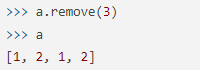 >>> a.remove(3)
>>> a
[1, 2, 1, 2]